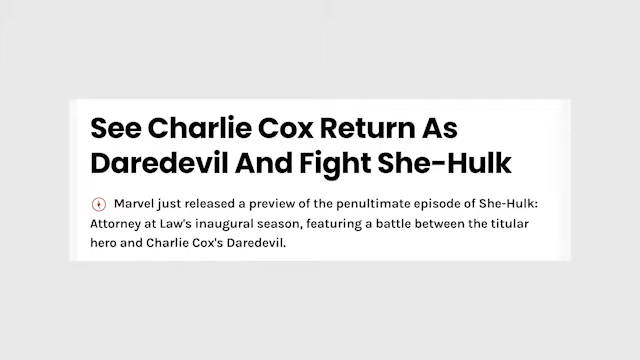 See Charlie Cox Return As
Daredevil And Fight She-Hulk
Marvel just released a preview of the penultimate episode of She-Hulk:
Attorney at Law's inaugural season, featuring a battle between the titular
hero and Charlie Cox's Daredevil.